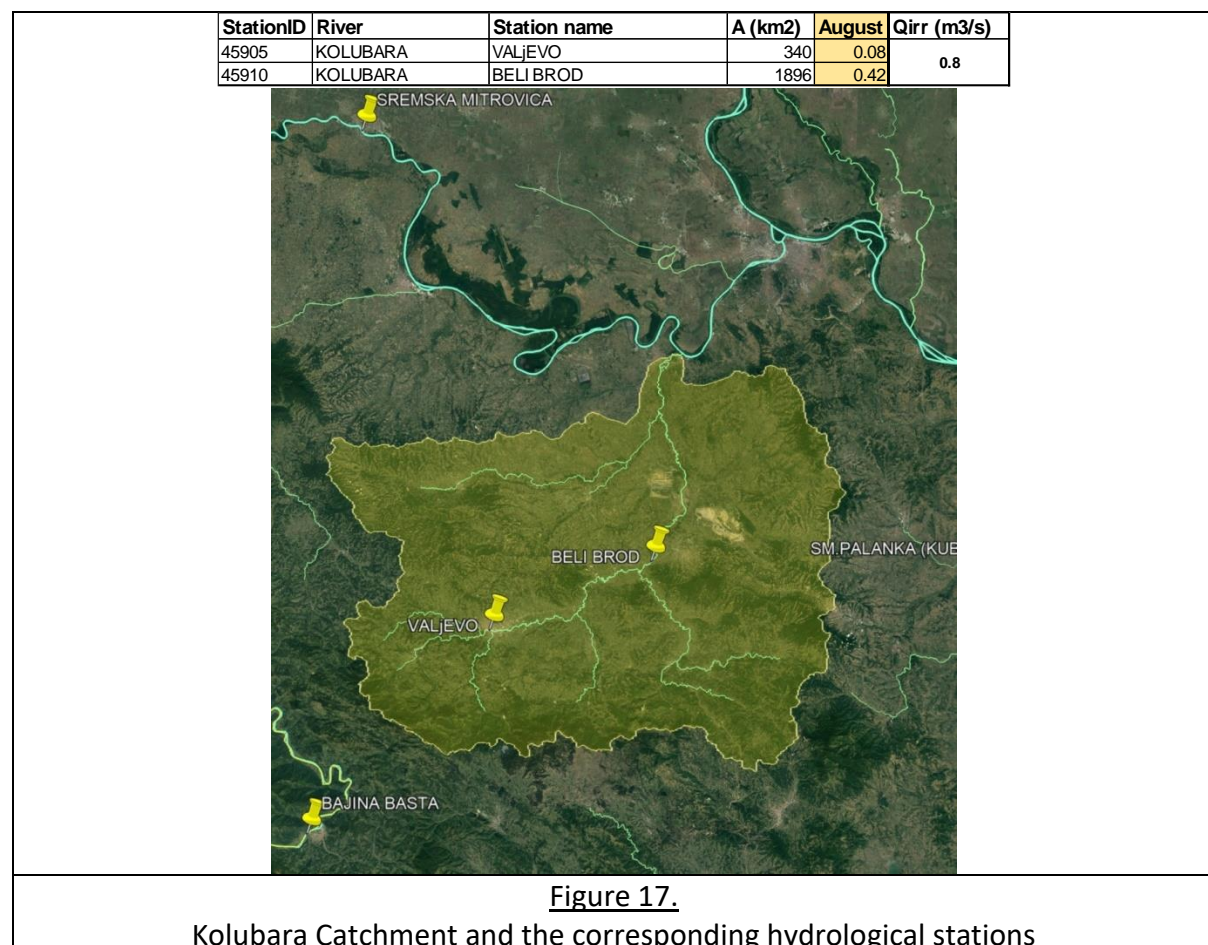 StationID River Station name A (km2) August Qirr (m3/s)
45905 KOLUBARA VALjEVO 340 0.08 0.8
45910 KOLUBARA BELI BROD 1896 0.42
SREMSKA MITROVICA
BELI BROD
SM.PALANKA (KUB
VALjEVO
BAJINA BASTA
Figure 17.
Kolubara Catchment and the corresponding hydrological stations